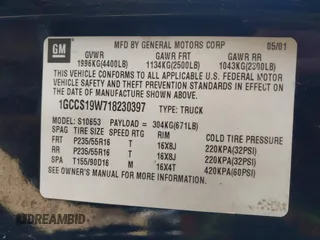 GM
MFD BY GENERAL MOTORS CORP 05/01
GVWR GAWR FRT GAWR RR
1996KG(4400LB) 1134KG(2500LB) 1043KG(2300LB)
THIS VEHICLE CONFORMS TO ALL APPLICABLE U.S. FEDERAL
MOTOR VEHICLE SAFETY STANDARDS IN EFFECT ON THE
DATE OF MANUFACTURE SHOWN ABOVE.
1GCCS19W718230397 TYPE: TRUCK
MODEL: S10653 PAYLOAD = 304KG(671LB)
TIRE SIZE SPEED RTG RIM COLD TIRE PRESSURE
FRT P235/55R16 T 16X8J 220KPA(32PSI)
RR P235/55R16 T 16X8J 220KPA(32PSI)
SPA T155/90D16 M 16X4T 420KPA(60PSI)
SEE OWNER'S MANUAL FOR MORE INFORMATION.
CARANDBID